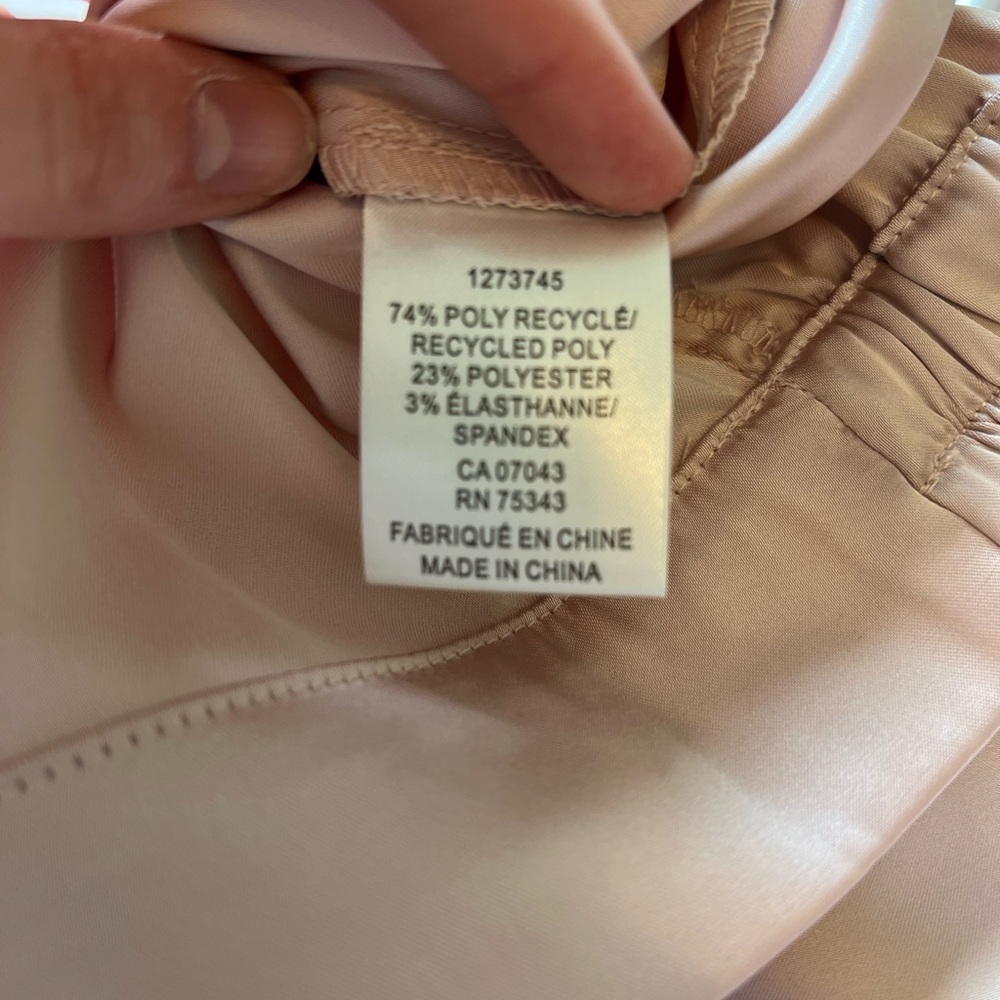 1273745
74% POLY RECYCLÉ/
RECYCLED POLY
23% POLYESTER
3% ÉLASTHANNE/
SPANDEX
CA 07043
RN 75343
FABRIQUÉ EN CHINE
MADE IN CHINA